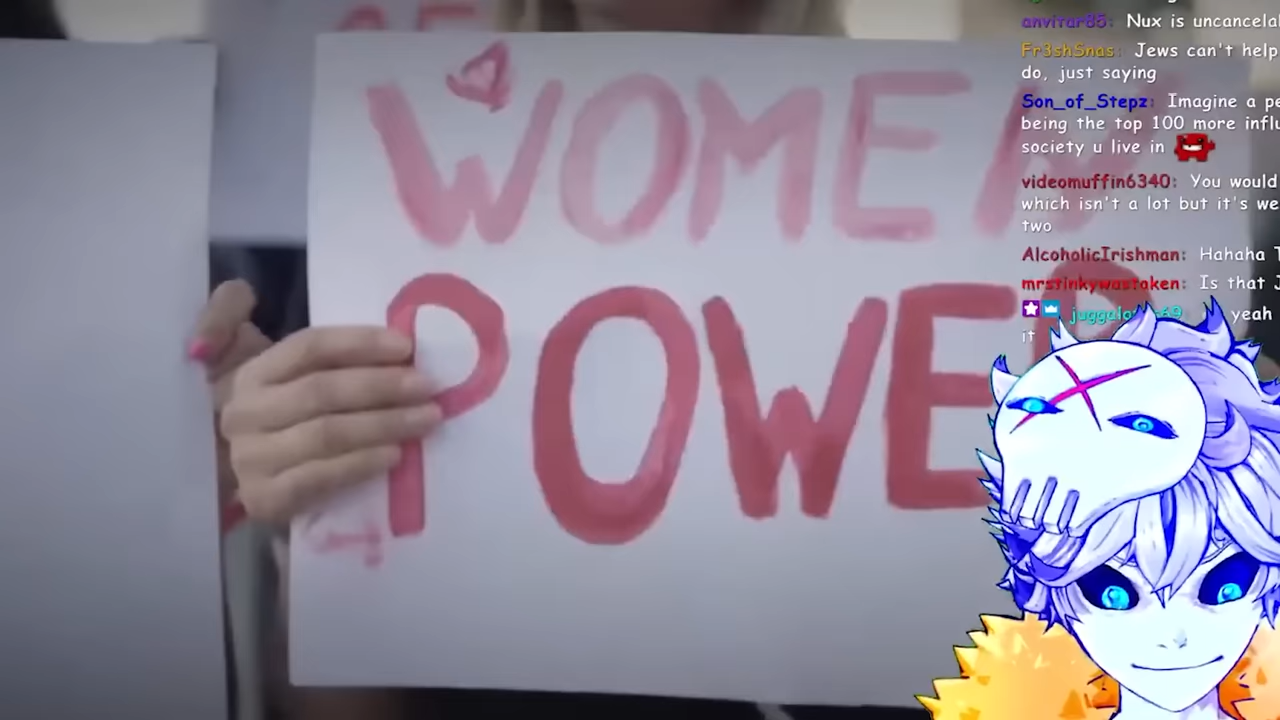 WOMEN
POWER
anvitar85: Nux is uncancela
Fr3shSnas: Jews can't help
do, just saying
Son_of_Stepz: Imagine a pe
being the top 100 more influ
society u live in
videomuffin6340: You would
which isn't a lot but it's we
two
AlcoholicIrishman: Hahaha T
mrstinkywastaken: Is that J
yeah
it